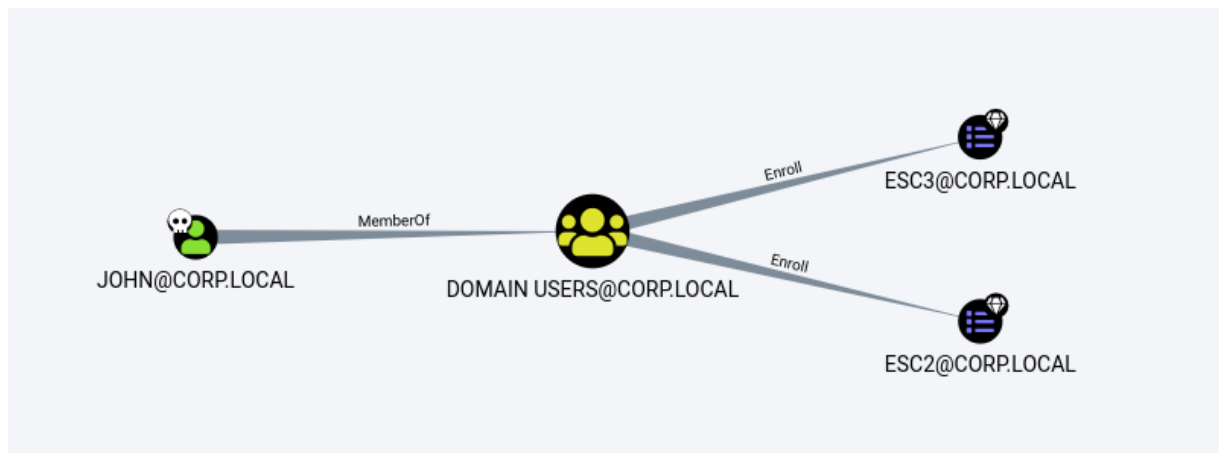 Enroll
ESC3@CORP.LOCAL
MemberOf
JOHN@CORP.LOCAL
DOMAIN USERS@CORP.LOCAL
Enroll
ESC2@CORP.LOCAL